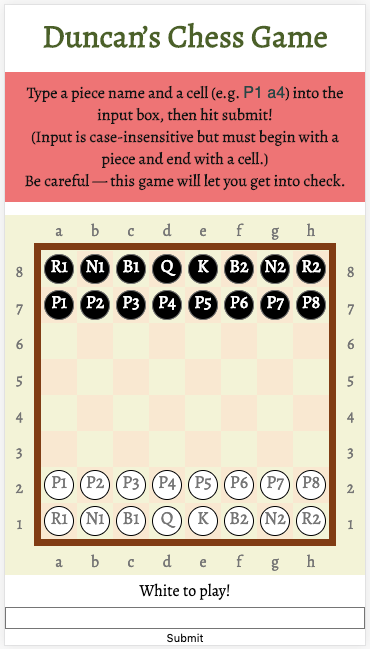 Duncan's Chess Game
Type a piece name and a cell (e.g. P1 a4) into the
input box, then hit submit!
(Input is case-insensitive but must begin with a
piece and end with a cell.)
Be careful — this game will let you get into check.
a b c d e f g h
8 R1 N1 B1 Q K B2 N2 R2 8
7 P1 P2 P3 P4 P5 P6 P7 P8 7
6 6
5 5
4 4
3 3
2 P1 P2 P3 P4 P5 P6 P7 P8 2
1 R1 N1 B1 Q K B2 N2 R2 1
a b c d e f g h
White to play!
Submit